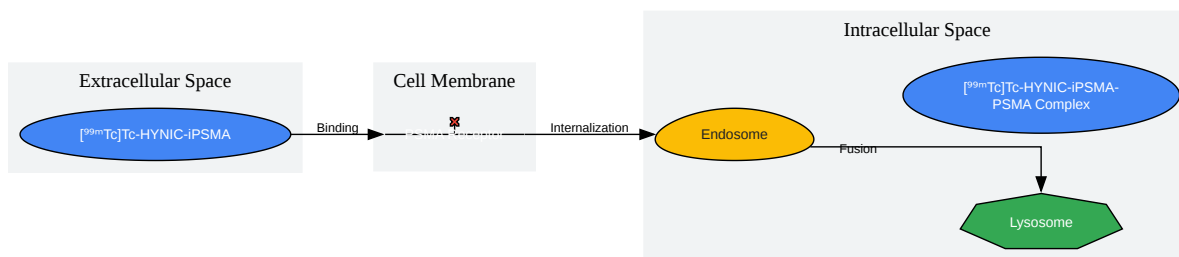 Extracellular Space
[⁹⁹ᵐTc]Tc-HYNIC-iPSMA
Binding
Cell Membrane
Internalization
Intracellular Space
Endosome
[⁹⁹ᵐTc]Tc-HYNIC-iPSMA-
PSMA Complex
Fusion
Lysosome